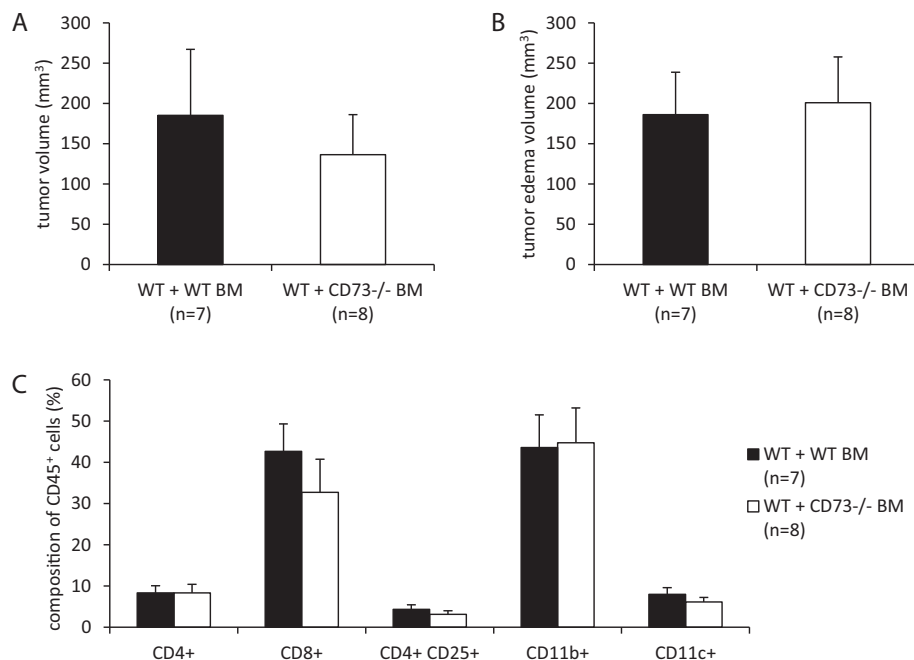 A
tumor volume (mm³)
300
250
200
150
100
50
0
WT + WT BM
(n=7)
WT + CD73-/- BM
(n=8)
B
tumor edema volume (mm³)
300
250
200
150
100
50
0
WT + WT BM
(n=7)
WT + CD73-/- BM
(n=8)
C
composition of CD45⁺ cells (%)
60
50
40
30
20
10
0
CD4+
CD8+
CD4+ CD25+
CD11b+
CD11c+
WT + WT BM
(n=7)
WT + CD73-/- BM
(n=8)